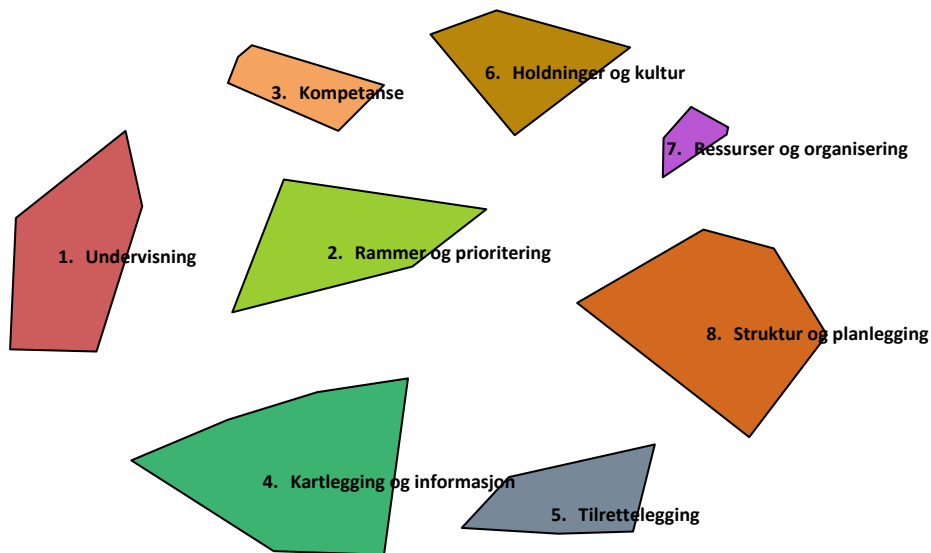 6. Holdninger og kultur
3. Kompetanse
7. Ressurser og organisering
1. Undervisning
2. Rammer og prioritering
8. Struktur og planlegging
4. Kartlegging og informasjon
5. Tilrettelegging